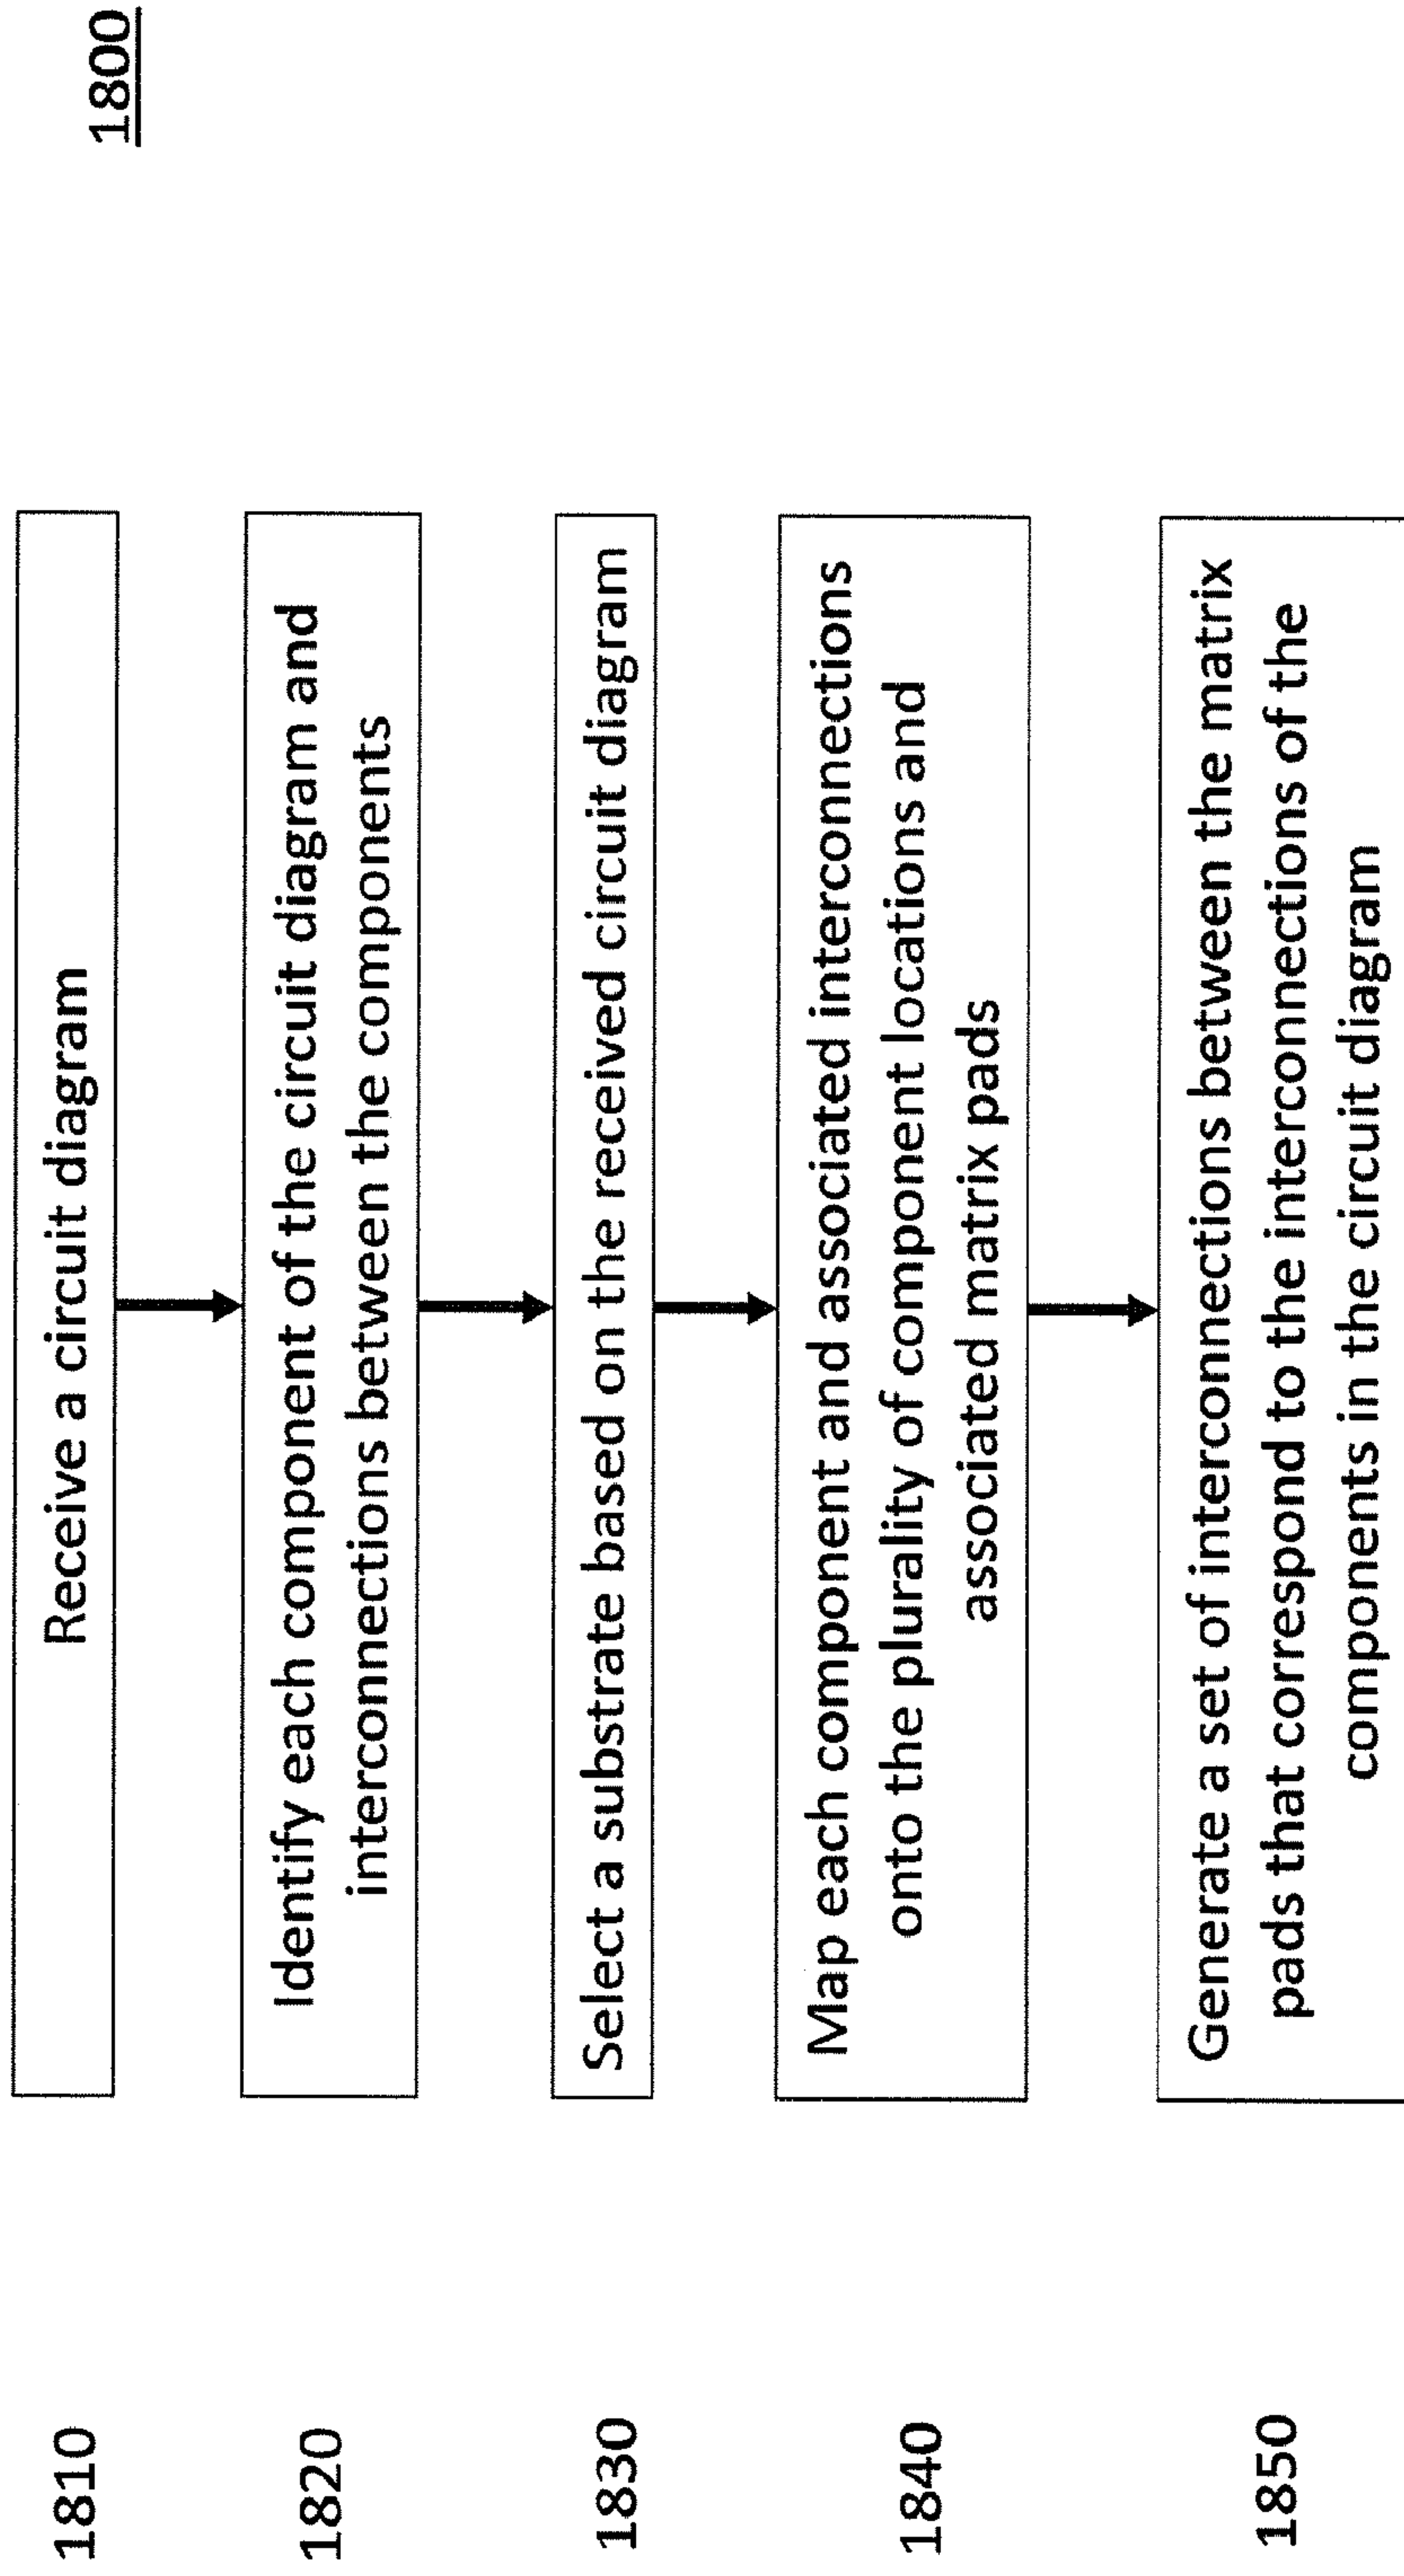 1800
1810
Receive a circuit diagram
1820
Identify each component of the circuit diagram and
interconnections between the components
1830
Select a substrate based on the received circuit diagram
1840
Map each component and associated interconnections
onto the plurality of component locations and
associated matrix pads
1850
Generate a set of interconnections between the matrix
pads that correspond to the interconnections of the
components in the circuit diagram